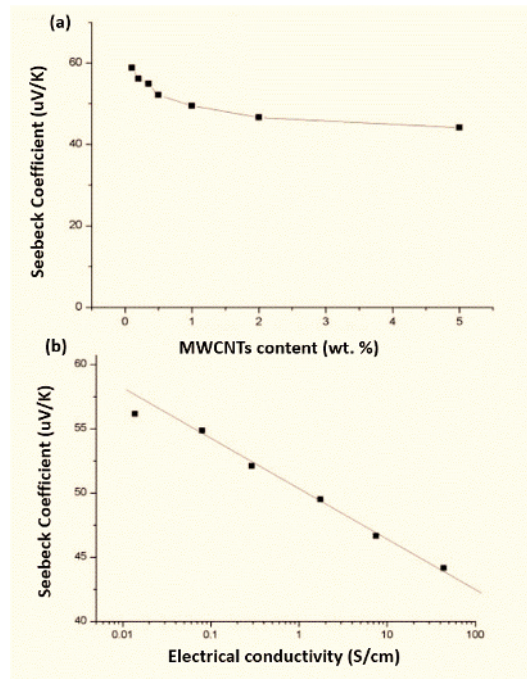 (a)
60
40
20
0
Seebeck Coefficient (uV/K)
0 1 2 3 4 5
MWCNTs content (wt. %)
(b)
60
55
50
45
40
Seebeck Coefficient (uV/K)
0.01 0.1 1 10 100
Electrical conductivity (S/cm)